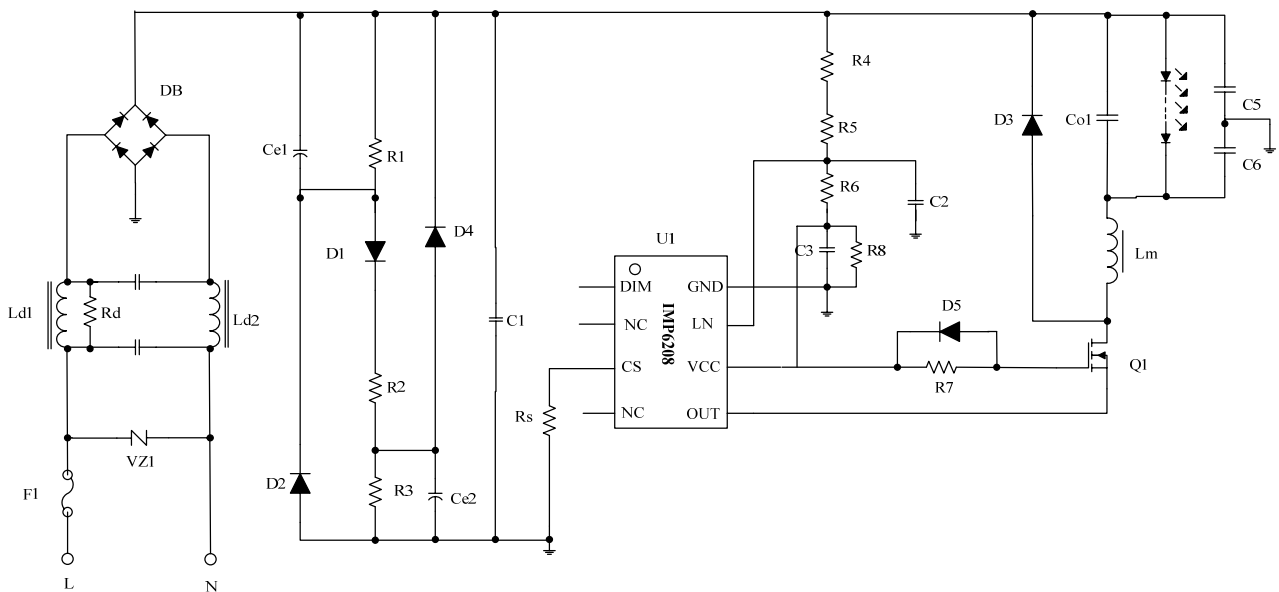 DB
Ld1
Rd
Ld2
VZ1
F1
L
N
Ce1
R1
D1
D4
R2
D2
R3
Ce2
C1
Rs
U1
IMP6208
DIM
NC
CS
NC
GND
LN
VCC
OUT
R4
R5
R6
C2
C3
R8
D5
R7
D3
Co1
C5
C6
Lm
Q1